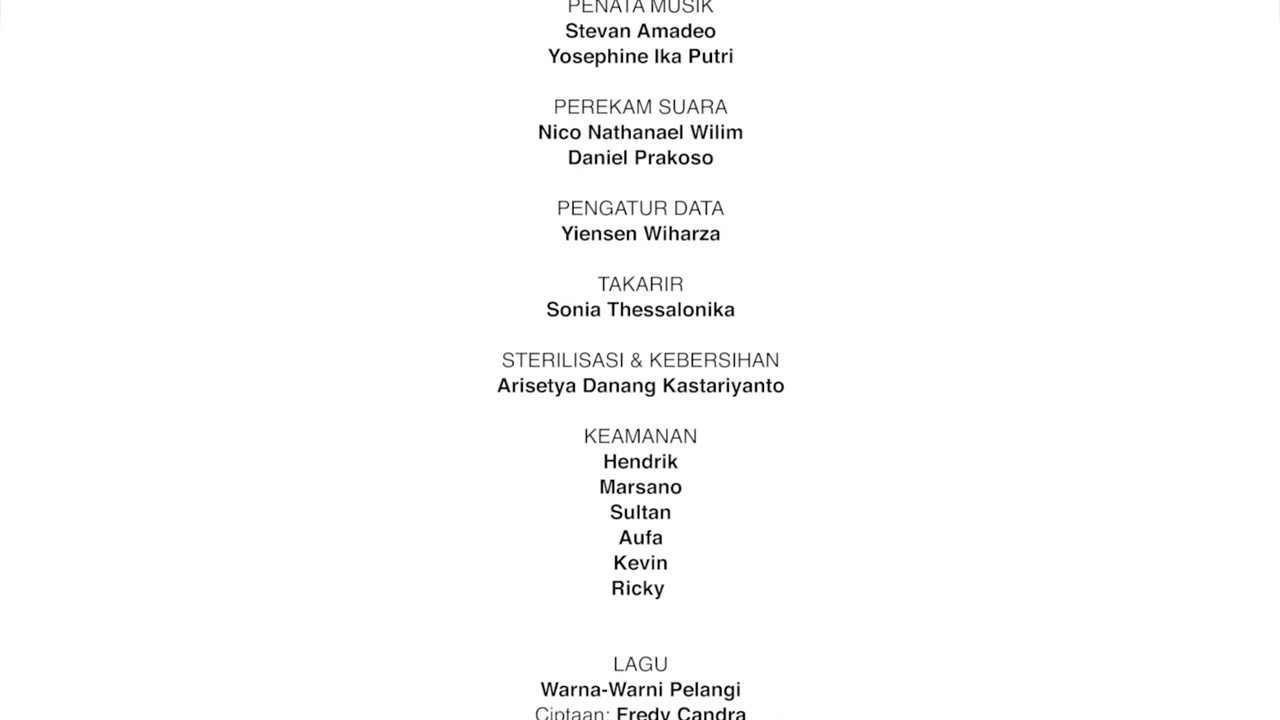 PENATA MUSIK
Stevan Amadeo
Yosephine Ika Putri
PEREKAM SUARA
Nico Nathanael Wilim
Daniel Prakoso
PENGATUR DATA
Yiensen Wiharza
TAKARIR
Sonia Thessalonika
STERILISASI & KEBERSIHAN
Arisetya Danang Kastariyanto
KEAMANAN
Hendrik
Marsano
Sultan
Aufa
Kevin
Ricky
LAGU
Warna-Warni Pelangi
Ciptaan: Fredy Candra